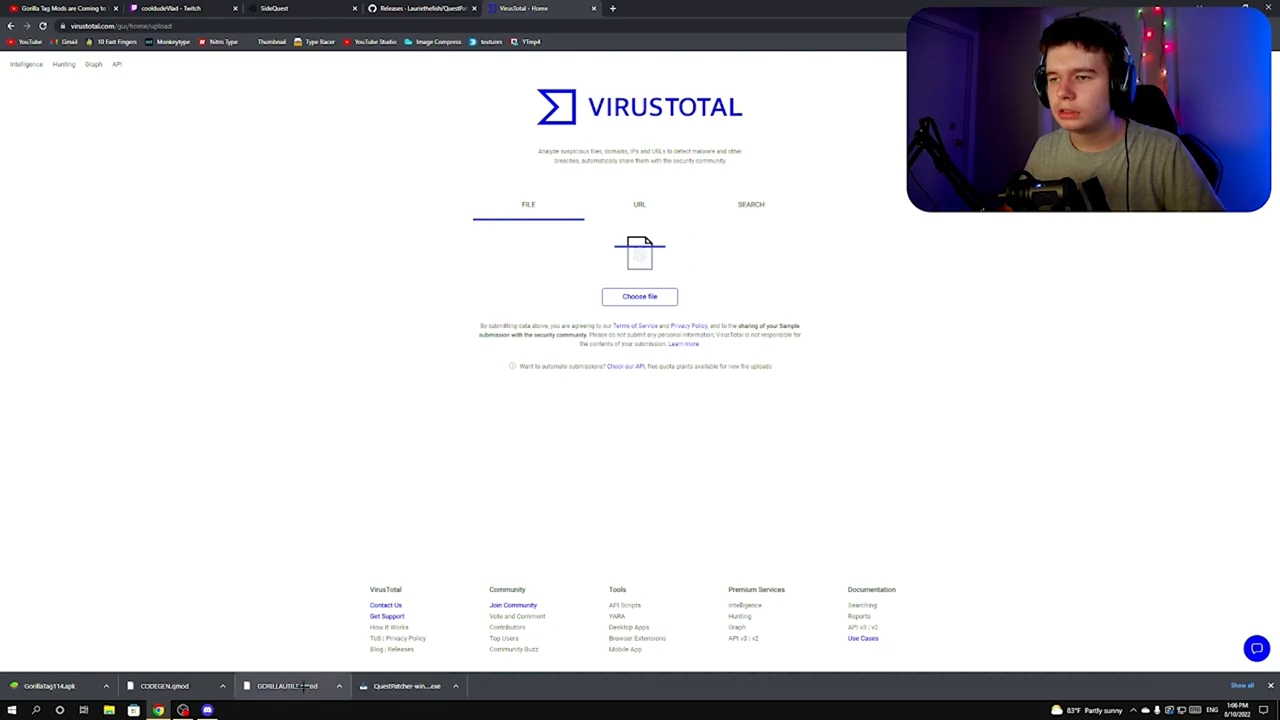 Gorilla Tag Mods are Coming to
cooldudeVlad - Twitch
SideQuest
Releases · Lauriethefish/QuestPat
VirusTotal - Home
virustotal.com/gui/home/upload
YouTube
Gmail
10 Fast Fingers
Monkeytype
Nitro Type
Thumbnail
Type Racer
YouTube Studio
Image Compress
textures
YTmp4
Intelligence
Hunting
Graph
API
VIRUSTOTAL
Analyze suspicious files, domains, IPs and URLs to detect malware and other
breaches, automatically share them with the security community
FILE
URL
SEARCH
Choose file
By submitting data above, you are agreeing to our Terms of Service and Privacy Policy, and to the sharing of your Sample
submission with the security community. Please do not submit any personal information; VirusTotal is not responsible for
the contents of your submission. Learn more.
Want to automate submissions? Check our API, free quota grants available for new file uploads
VirusTotal
Contact Us
Get Support
How It Works
ToS | Privacy Policy
Blog | Releases
Community
Join Community
Vote and Comment
Contributors
Top Users
Community Buzz
Tools
API Scripts
YARA
Desktop Apps
Browser Extensions
Mobile App
Premium Services
Intelligence
Hunting
Graph
API v3 | v2
Documentation
Searching
Reports
API v3 | v2
Use Cases
GorillaTag114.apk
CODEGEN.qmod
QuestPatcher-win....exe
Show all
83°F Partly sunny
ENG
1:06 PM
8/10/2022